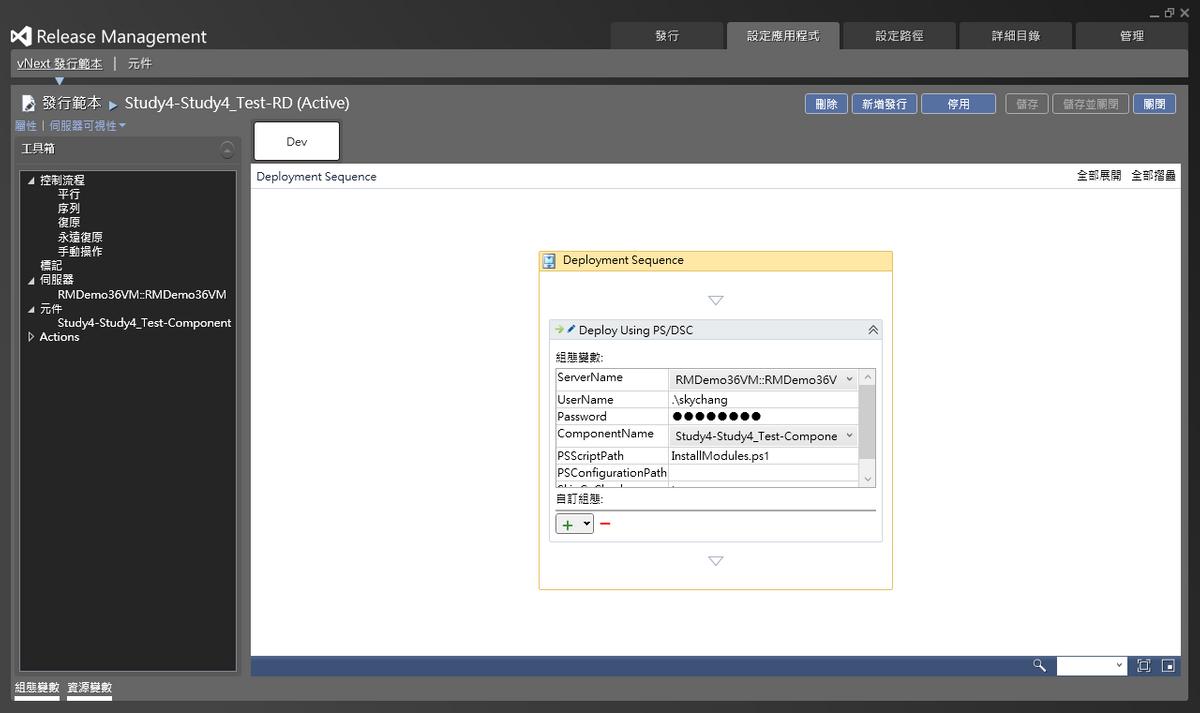 Release Management
發行 設定應用程式 設定路徑 詳細目錄 管理
vNext 發行範本 | 元件
發行範本 Study4-Study4_Test-RD (Active)
刪除 新增發行 停用 儲存 儲存並關閉 關閉
屬性 | 伺服器可視性
工具箱
Dev
Deployment Sequence
全部展開 全部摺疊
控制流程
平行
序列
復原
永遠復原
手動操作
標記
伺服器
RMDemo36VM::RMDemo36VM
元件
Study4-Study4_Test-Component
Actions
Deployment Sequence
Deploy Using PS/DSC
組態變數:
ServerName RMDemo36VM::RMDemo36V
UserName .\skychang
Password ●●●●●●●●
ComponentName Study4-Study4_Test-Compone
PSScriptPath InstallModules.ps1
PSConfigurationPath
自訂組態:
組態變數 資源變數